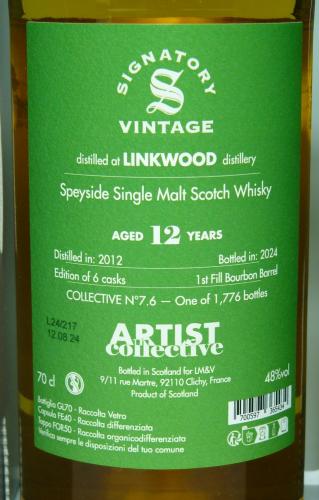 SIGNATORY
S
VINTAGE
distilled at LINKWOOD distillery
Speyside Single Malt Scotch Whisky
AGED 12 YEARS
Distilled in: 2012 Bottled in: 2024
Edition of 6 casks 1st Fill Bourbon Barrel
COLLECTIVE N°7.6 — One of 1,776 bottles
L24/217
12.08.24
ARTIST
collective
Bottled in Scotland for LM&V
70 cl 9/11 rue Martre, 92110 Clichy, France 48%vol
Product of Scotland
Bottiglia GL70 - Raccolta Vetro
Capsula FE40 - Raccolta differenziata
Tappo FOR50 - Raccolta organicodifferenziata
Verifica sempre le disposizioni del tuo comune